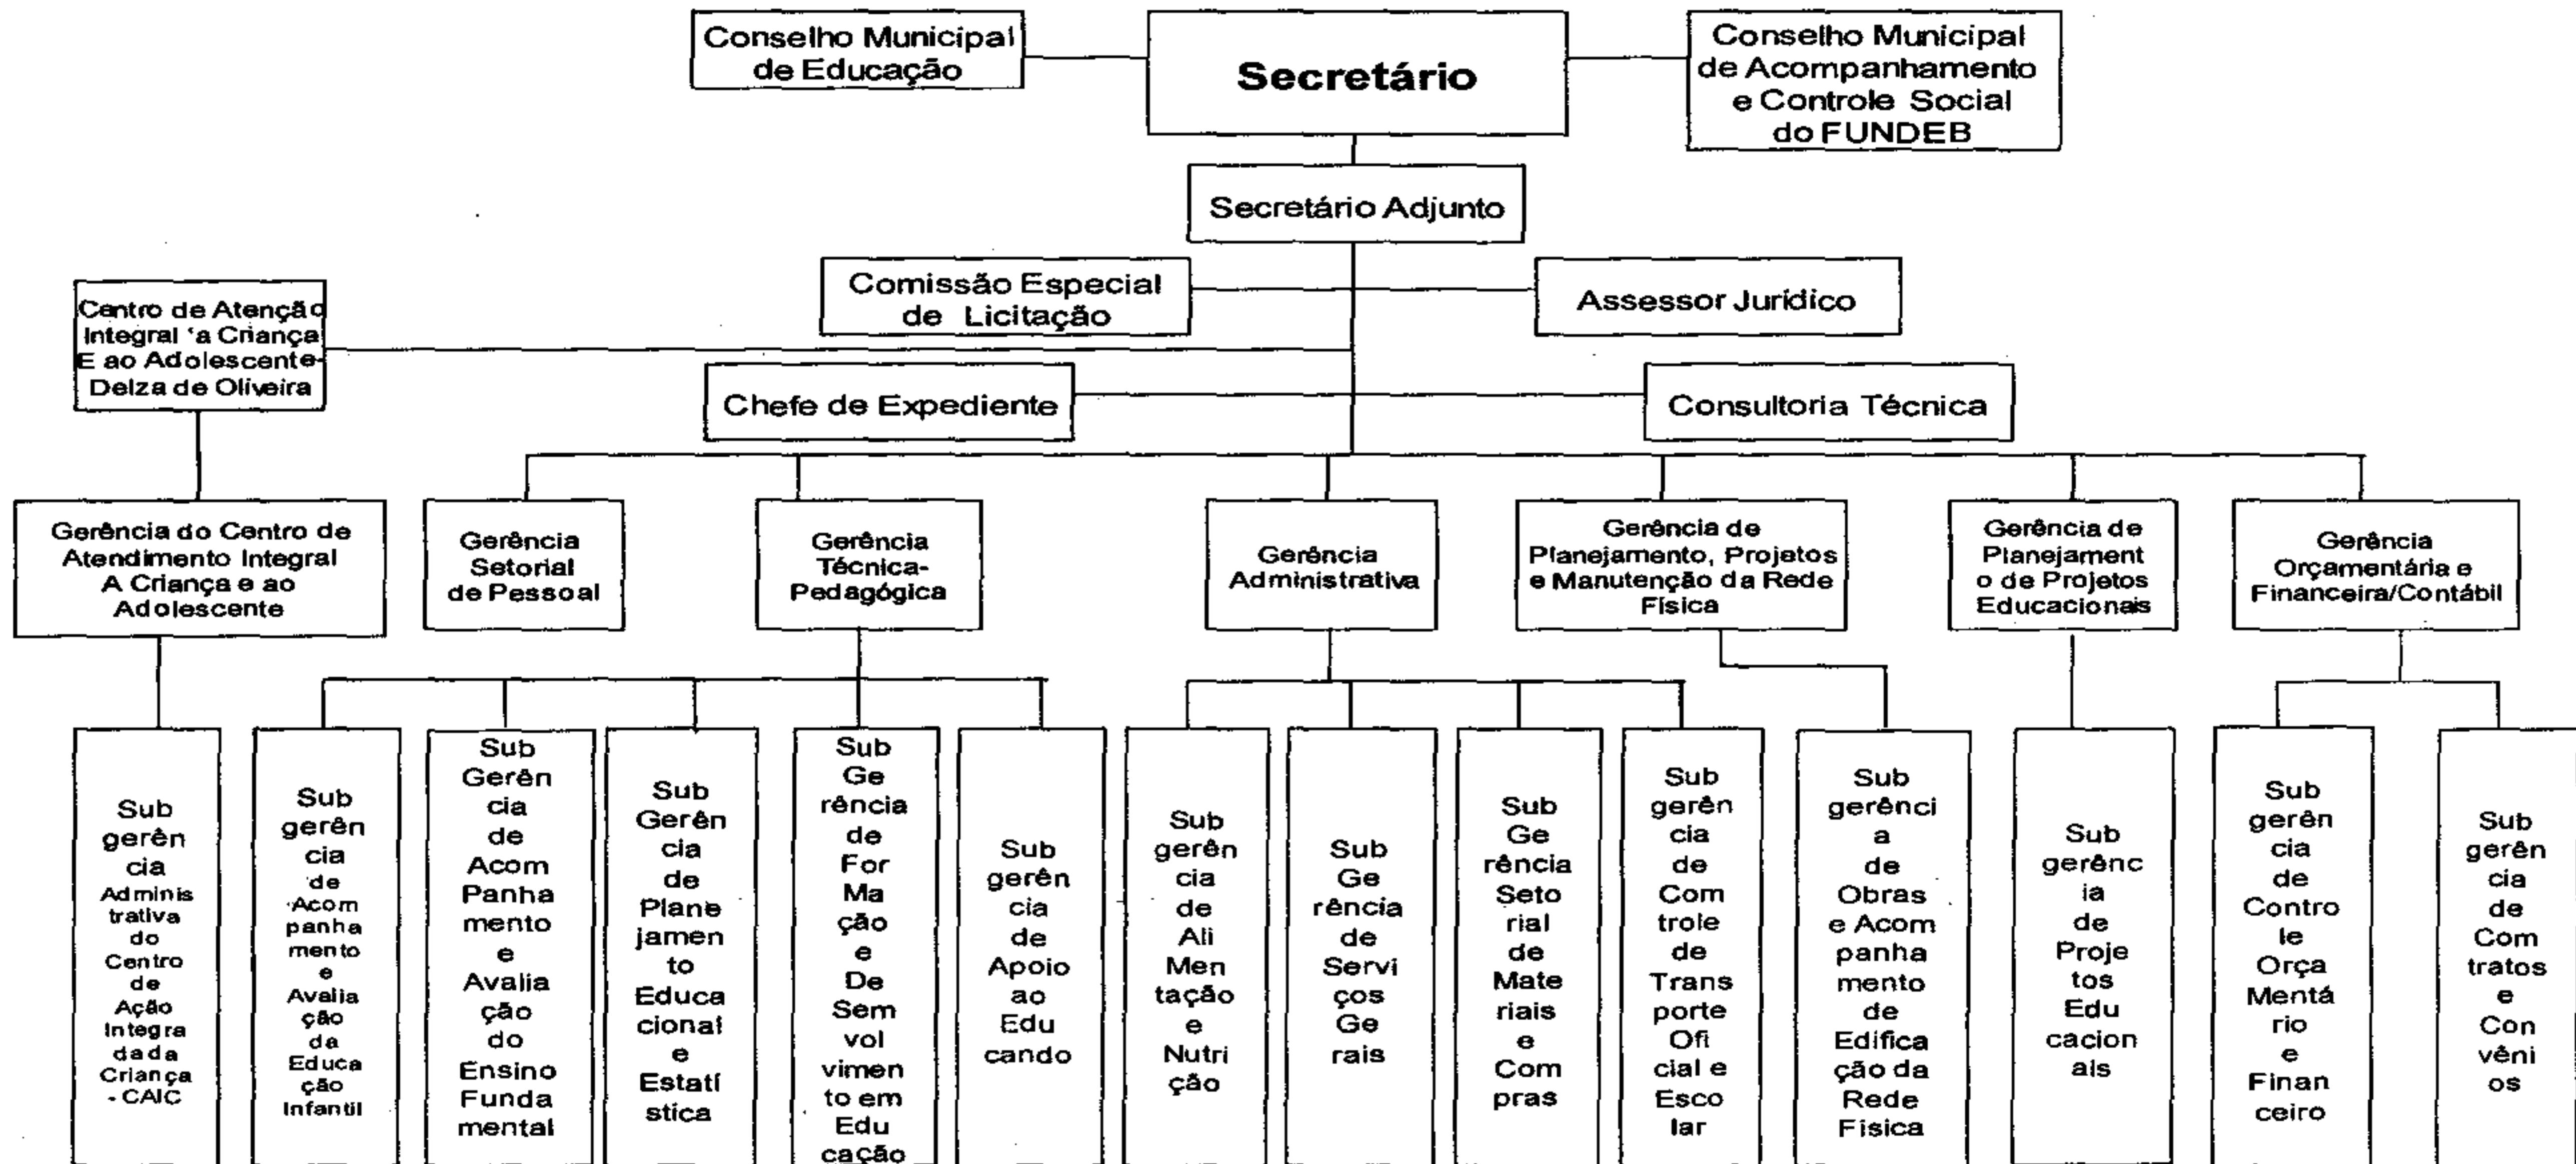 Conselho Municipal
de Educação
Secretário
Conselho Municipal
de Acompanhamento
e Controle Social
do FUNDEB
Secretário Adjunto
Comissão Especial
de Licitação
Assessor Jurídico
Centro de Atenção
Integral 'a Criança
E ao Adolescente-
Delza de Oliveira
Chefe de Expediente
Consultoria Técnica
Gerência do Centro de
Atendimento Integral
A Criança e ao
Adolescente
Gerência
Setorial
de Pessoal
Gerência
Técnica-
Pedagógica
Gerência
Administrativa
Gerência de
Planejamento, Projetos
e Manutenção da Rede
Física
Gerência de
Planejament
o de Projetos
Educacionais
Gerência
Orçamentária e
Financeira/Contábil
Sub
gerên
cia
Adminis
trativa
do
Centro
de
Ação
Integra
dada
Criança
- CAIC
Sub
gerên
cia
de
Acom
panha
mento
e
Avalia
ção
da
Educa
ção
Infantil
Sub
Gerên
cia
de
Acom
Panha
mento
e
Avalia
ção
do
Ensino
Funda
mental
Sub
Gerên
cia
de
Plane
jamen
to
Educa
cional
e
Estatí
stica
Sub
Ge
rência
de
For
Ma
ção
e
De
Sem
vol
vimen
to em
Edu
cação
Sub
gerên
cia
de
Apoio
ao
Edu
cando
Sub
gerên
cia
de
Ali
Men
tação
e
Nutri
ção
Sub
Ge
rência
de
Servi
ços
Ge
rais
Sub
Ge
rência
Seto
rial
de
Mate
riais
e
Com
pras
Sub
gerên
cia
de
Com
trole
de
Trans
porte
Ofi
cial e
Esco
lar
Sub
gerênci
a
de
Obras
e Acom
panha
mento
de
Edifica
ção da
Rede
Física
Sub
gerênc
ia
de
Proje
tos
Edu
cacion
ais
Sub
gerên
cia
de
Contro
le
Orça
Mentá
rio
e
Finan
ceiro
Sub
gerên
cia
de
Com
tratos
e
Con
vêni
os